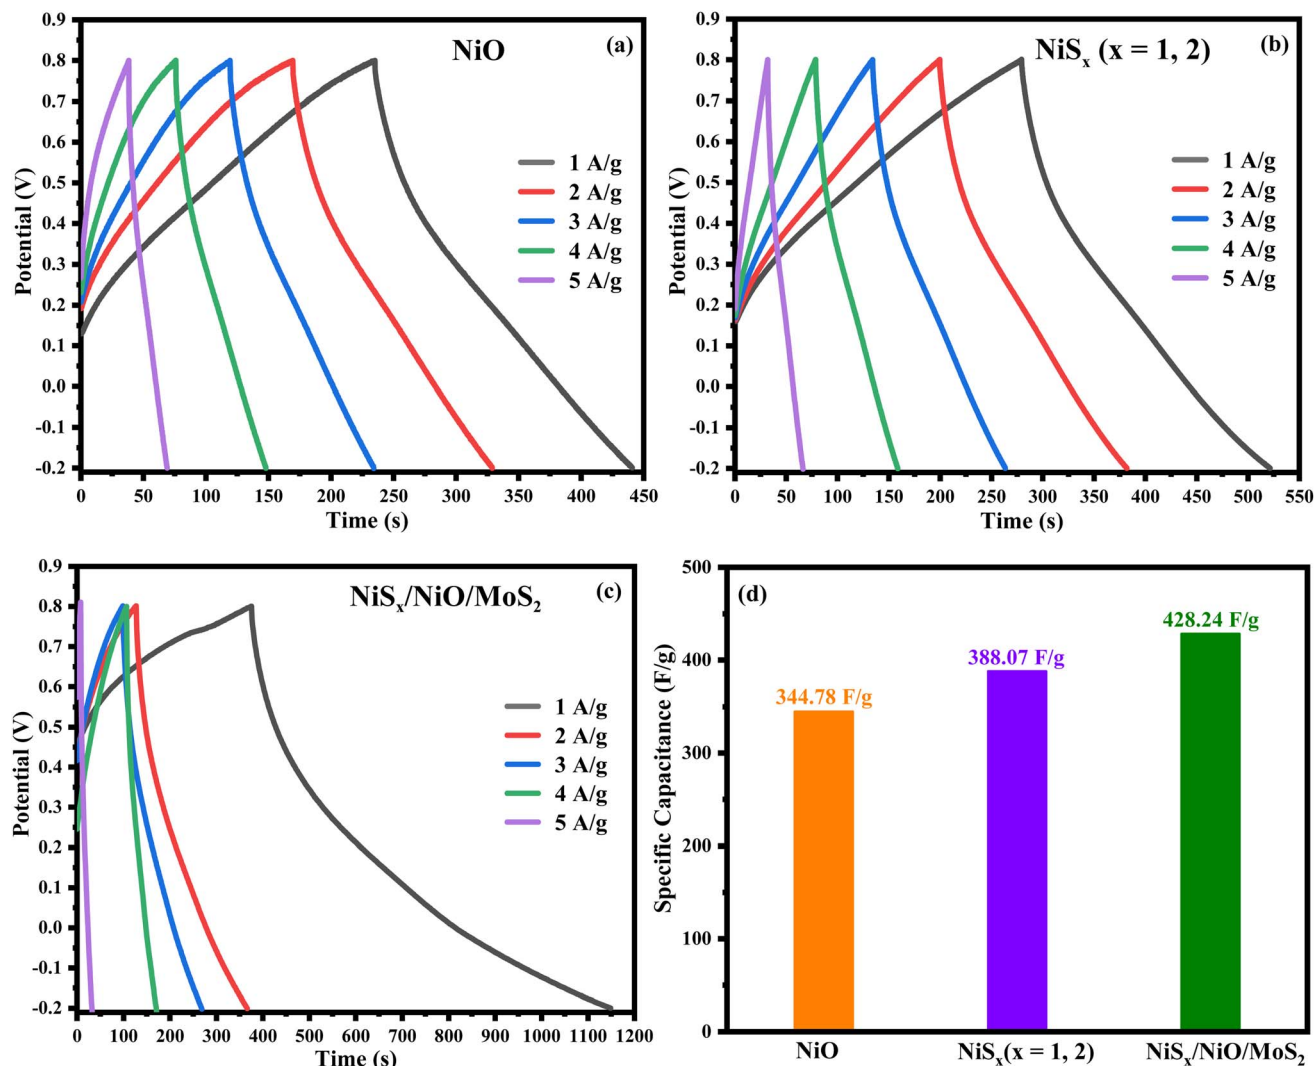 NiO
(a)
Potential (V)
0.9
0.8
0.7
0.6
0.5
0.4
0.3
0.2
0.1
0.0
-0.1
-0.2
1 A/g
2 A/g
3 A/g
4 A/g
5 A/g
0 50 100 150 200 250 300 350 400 450
Time (s)
NiSₓ (x = 1, 2)
(b)
Potential (V)
0.9
0.8
0.7
0.6
0.5
0.4
0.3
0.2
0.1
0.0
-0.1
-0.2
1 A/g
2 A/g
3 A/g
4 A/g
5 A/g
0 50 100 150 200 250 300 350 400 450 500 550
Time (s)
NiSₓ/NiO/MoS₂
(c)
Potential (V)
0.9
0.8
0.7
0.6
0.5
0.4
0.3
0.2
0.1
0.0
-0.1
-0.2
1 A/g
2 A/g
3 A/g
4 A/g
5 A/g
0 100 200 300 400 500 600 700 800 900 1000 1100 1200
Time (s)
(d)
Specific Capacitance (F/g)
500
400
300
200
100
0
344.78 F/g
388.07 F/g
428.24 F/g
NiO
NiSₓ(x = 1, 2)
NiSₓ/NiO/MoS₂